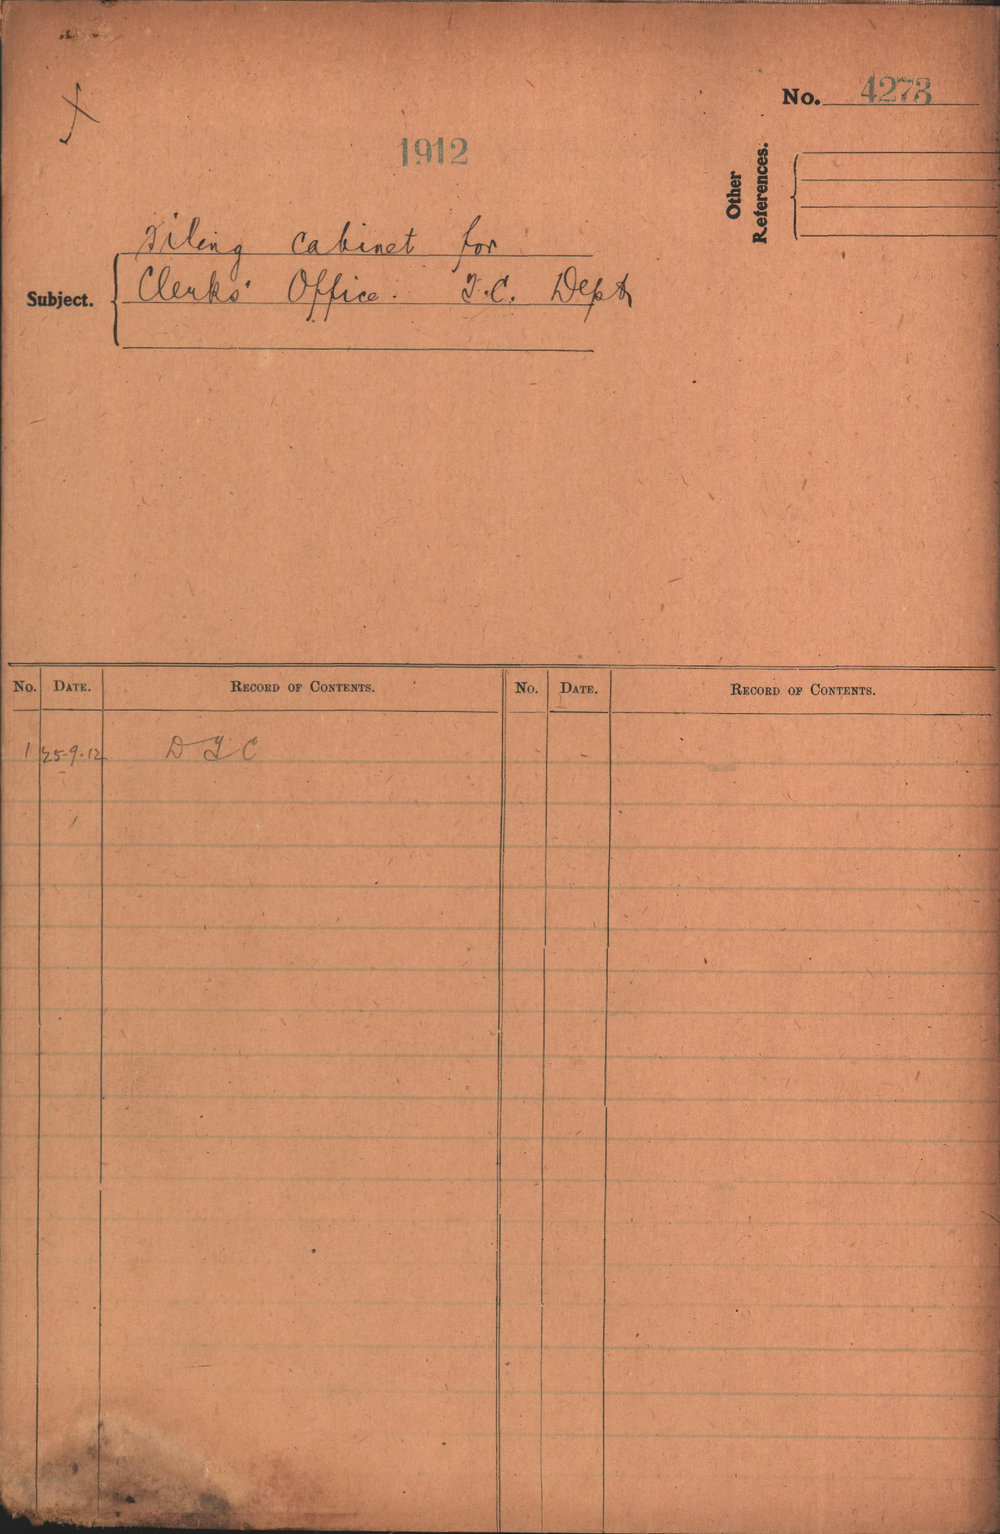 No. 4273
1912
Other
References.
Filing cabinet for
Subject. Clerks' Office. T.C. Dept
No. DATE. RECORD OF CONTENTS. No. DATE. RECORD OF CONTENTS.
1 25-9-12 D T C